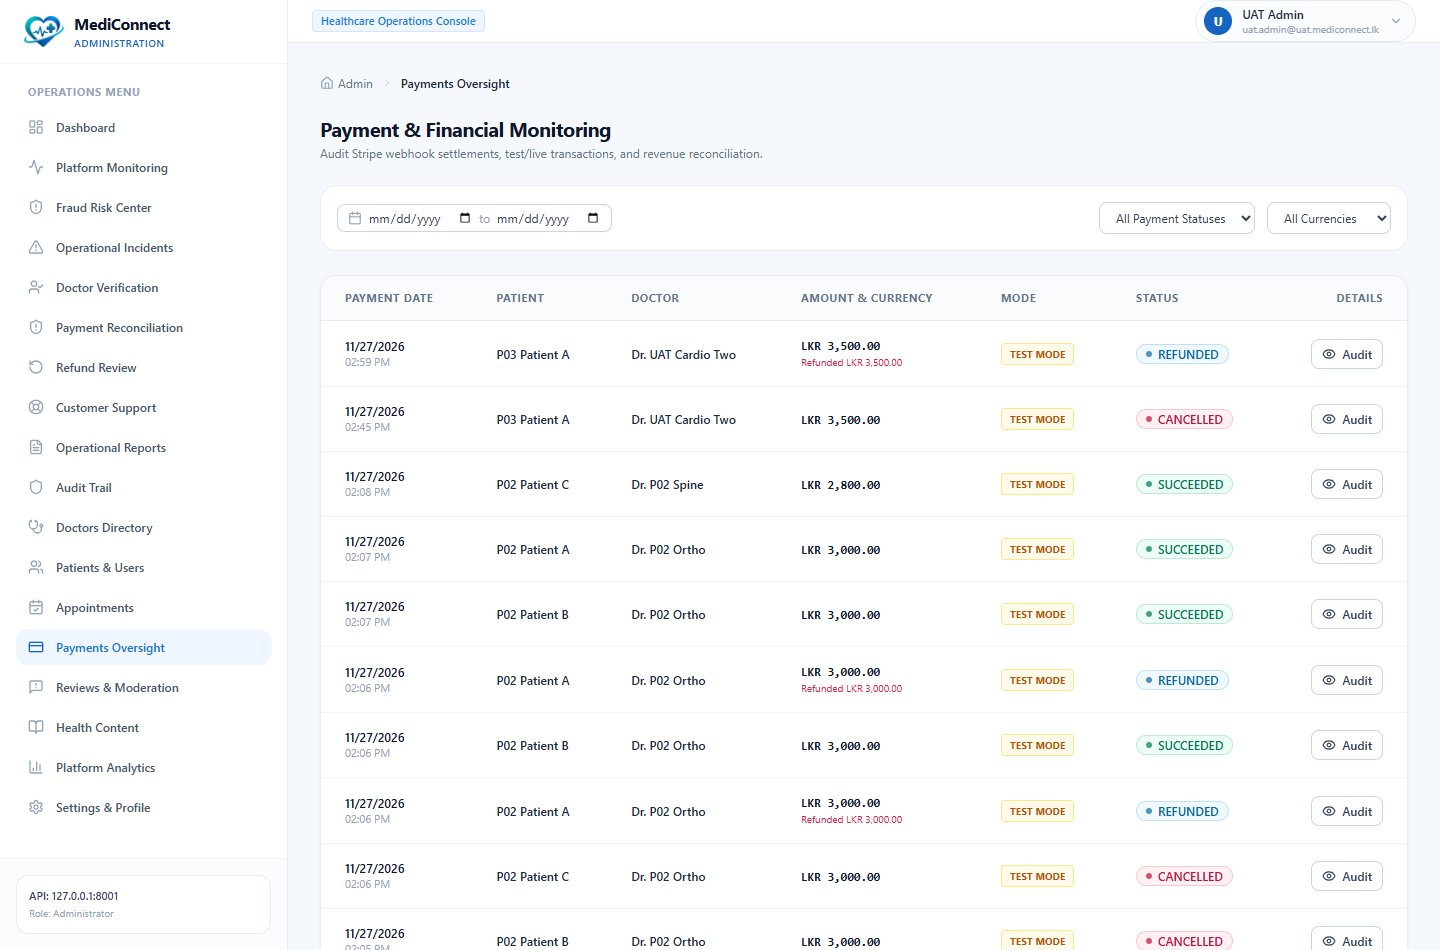 MediConnect
ADMINISTRATION
Healthcare Operations Console
U
UAT Admin
uat.admin@uat.mediconnect.lk
OPERATIONS MENU
Dashboard
Platform Monitoring
Fraud Risk Center
Operational Incidents
Doctor Verification
Payment Reconciliation
Refund Review
Customer Support
Operational Reports
Audit Trail
Doctors Directory
Patients & Users
Appointments
Payments Oversight
Reviews & Moderation
Health Content
Platform Analytics
Settings & Profile
API: 127.0.0.1:8001
Role: Administrator
Admin > Payments Oversight
Payment & Financial Monitoring
Audit Stripe webhook settlements, test/live transactions, and revenue reconciliation.
mm/dd/yyyy to mm/dd/yyyy All Payment Statuses All Currencies
PAYMENT DATE PATIENT DOCTOR AMOUNT & CURRENCY MODE STATUS DETAILS
11/27/2026 LKR 3,500.00
02:59 PM P03 Patient A Dr. UAT Cardio Two Refunded LKR 3,500.00 TEST MODE REFUNDED Audit
11/27/2026
02:45 PM P03 Patient A Dr. UAT Cardio Two LKR 3,500.00 TEST MODE CANCELLED Audit
11/27/2026
02:08 PM P02 Patient C Dr. P02 Spine LKR 2,800.00 TEST MODE SUCCEEDED Audit
11/27/2026
02:07 PM P02 Patient A Dr. P02 Ortho LKR 3,000.00 TEST MODE SUCCEEDED Audit
11/27/2026
02:07 PM P02 Patient B Dr. P02 Ortho LKR 3,000.00 TEST MODE SUCCEEDED Audit
11/27/2026 LKR 3,000.00
02:06 PM P02 Patient A Dr. P02 Ortho Refunded LKR 3,000.00 TEST MODE REFUNDED Audit
11/27/2026
02:06 PM P02 Patient B Dr. P02 Ortho LKR 3,000.00 TEST MODE SUCCEEDED Audit
11/27/2026 LKR 3,000.00
02:06 PM P02 Patient A Dr. P02 Ortho Refunded LKR 3,000.00 TEST MODE REFUNDED Audit
11/27/2026
02:06 PM P02 Patient C Dr. P02 Ortho LKR 3,000.00 TEST MODE CANCELLED Audit
11/27/2026
02:05 PM P02 Patient B Dr. P02 Ortho LKR 3,000.00 TEST MODE CANCELLED Audit